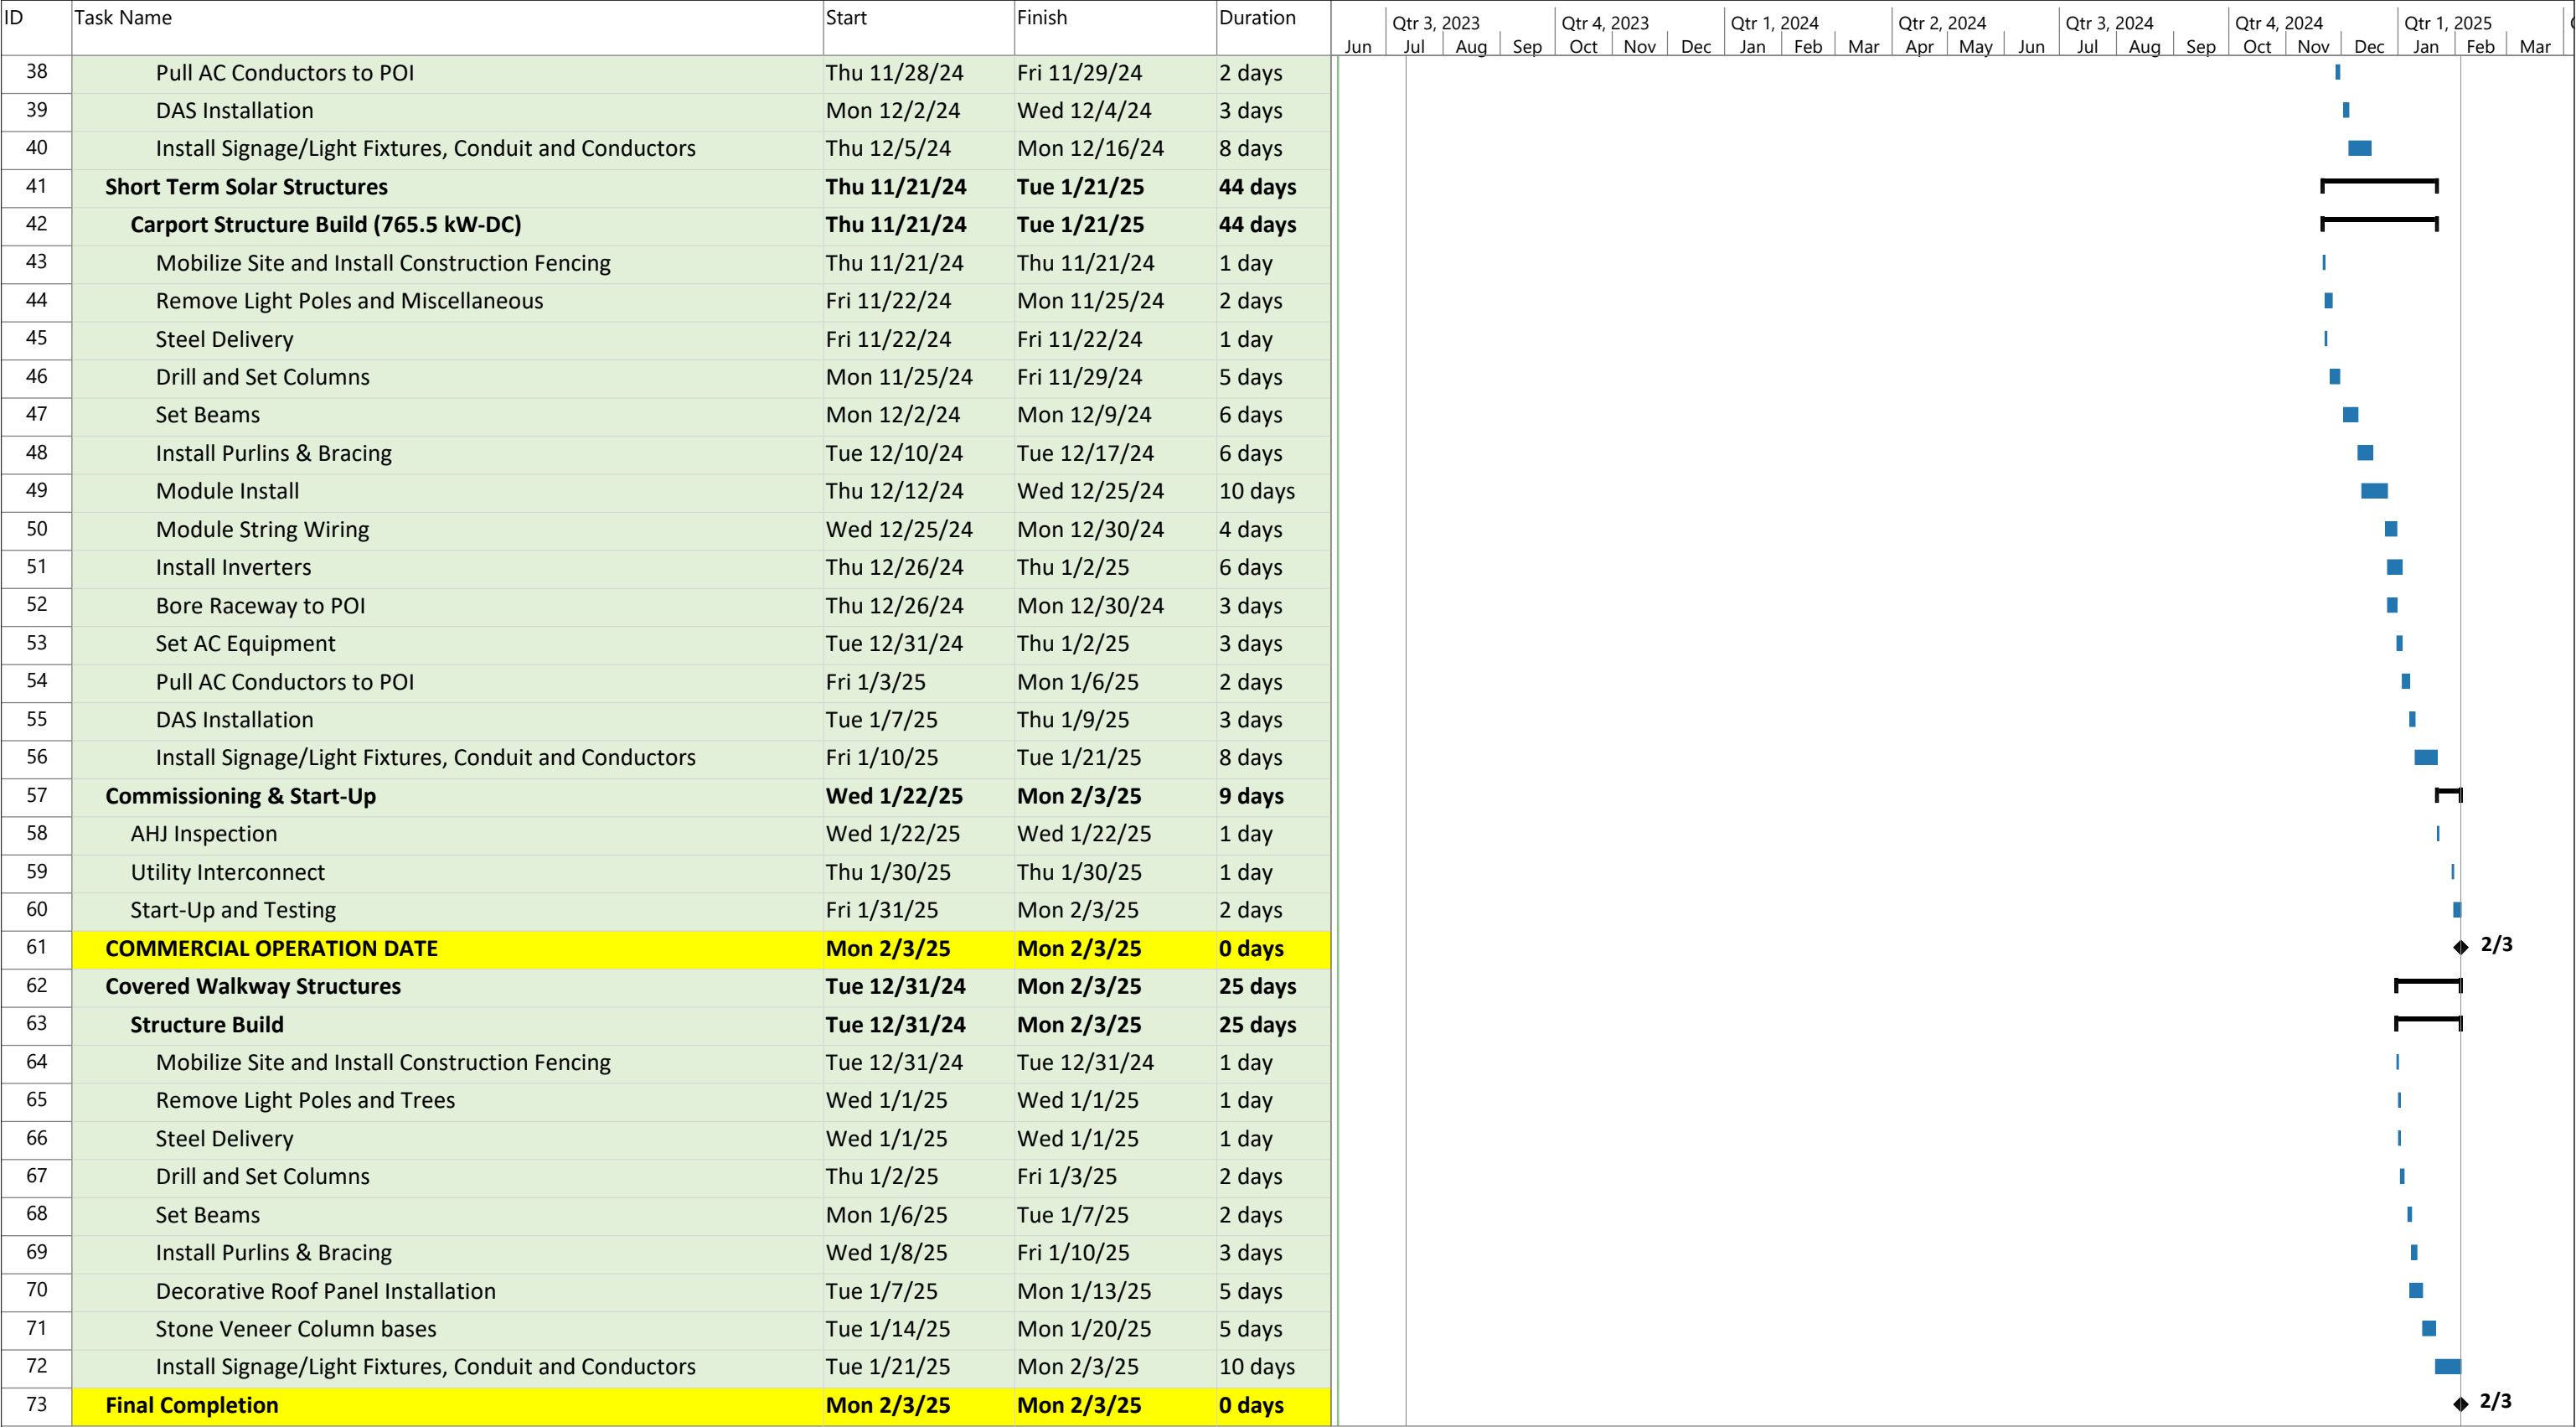 ID Task Name Start Finish Duration Qtr 3, 2023 Qtr 4, 2023 Qtr 1, 2024 Qtr 2, 2024 Qtr 3, 2024 Qtr 4, 2024 Qtr 1, 2025
Jun Jul Aug Sep Oct Nov Dec Jan Feb Mar Apr May Jun Jul Aug Sep Oct Nov Dec Jan Feb Mar
38 Pull AC Conductors to POI Thu 11/28/24 Fri 11/29/24 2 days
39 DAS Installation Mon 12/2/24 Wed 12/4/24 3 days
40 Install Signage/Light Fixtures, Conduit and Conductors Thu 12/5/24 Mon 12/16/24 8 days
41 Short Term Solar Structures Thu 11/21/24 Tue 1/21/25 44 days
42 Carport Structure Build (765.5 kW-DC) Thu 11/21/24 Tue 1/21/25 44 days
43 Mobilize Site and Install Construction Fencing Thu 11/21/24 Thu 11/21/24 1 day
44 Remove Light Poles and Miscellaneous Fri 11/22/24 Mon 11/25/24 2 days
45 Steel Delivery Fri 11/22/24 Fri 11/22/24 1 day
46 Drill and Set Columns Mon 11/25/24 Fri 11/29/24 5 days
47 Set Beams Mon 12/2/24 Mon 12/9/24 6 days
48 Install Purlins & Bracing Tue 12/10/24 Tue 12/17/24 6 days
49 Module Install Thu 12/12/24 Wed 12/25/24 10 days
50 Module String Wiring Wed 12/25/24 Mon 12/30/24 4 days
51 Install Inverters Thu 12/26/24 Thu 1/2/25 6 days
52 Bore Raceway to POI Thu 12/26/24 Mon 12/30/24 3 days
53 Set AC Equipment Tue 12/31/24 Thu 1/2/25 3 days
54 Pull AC Conductors to POI Fri 1/3/25 Mon 1/6/25 2 days
55 DAS Installation Tue 1/7/25 Thu 1/9/25 3 days
56 Install Signage/Light Fixtures, Conduit and Conductors Fri 1/10/25 Tue 1/21/25 8 days
57 Commissioning & Start-Up Wed 1/22/25 Mon 2/3/25 9 days
58 AHJ Inspection Wed 1/22/25 Wed 1/22/25 1 day
59 Utility Interconnect Thu 1/30/25 Thu 1/30/25 1 day
60 Start-Up and Testing Fri 1/31/25 Mon 2/3/25 2 days
61 COMMERCIAL OPERATION DATE Mon 2/3/25 Mon 2/3/25 0 days 2/3
62 Covered Walkway Structures Tue 12/31/24 Mon 2/3/25 25 days
63 Structure Build Tue 12/31/24 Mon 2/3/25 25 days
64 Mobilize Site and Install Construction Fencing Tue 12/31/24 Tue 12/31/24 1 day
65 Remove Light Poles and Trees Wed 1/1/25 Wed 1/1/25 1 day
66 Steel Delivery Wed 1/1/25 Wed 1/1/25 1 day
67 Drill and Set Columns Thu 1/2/25 Fri 1/3/25 2 days
68 Set Beams Mon 1/6/25 Tue 1/7/25 2 days
69 Install Purlins & Bracing Wed 1/8/25 Fri 1/10/25 3 days
70 Decorative Roof Panel Installation Tue 1/7/25 Mon 1/13/25 5 days
71 Stone Veneer Column bases Tue 1/14/25 Mon 1/20/25 5 days
72 Install Signage/Light Fixtures, Conduit and Conductors Tue 1/21/25 Mon 2/3/25 10 days
73 Final Completion Mon 2/3/25 Mon 2/3/25 0 days 2/3